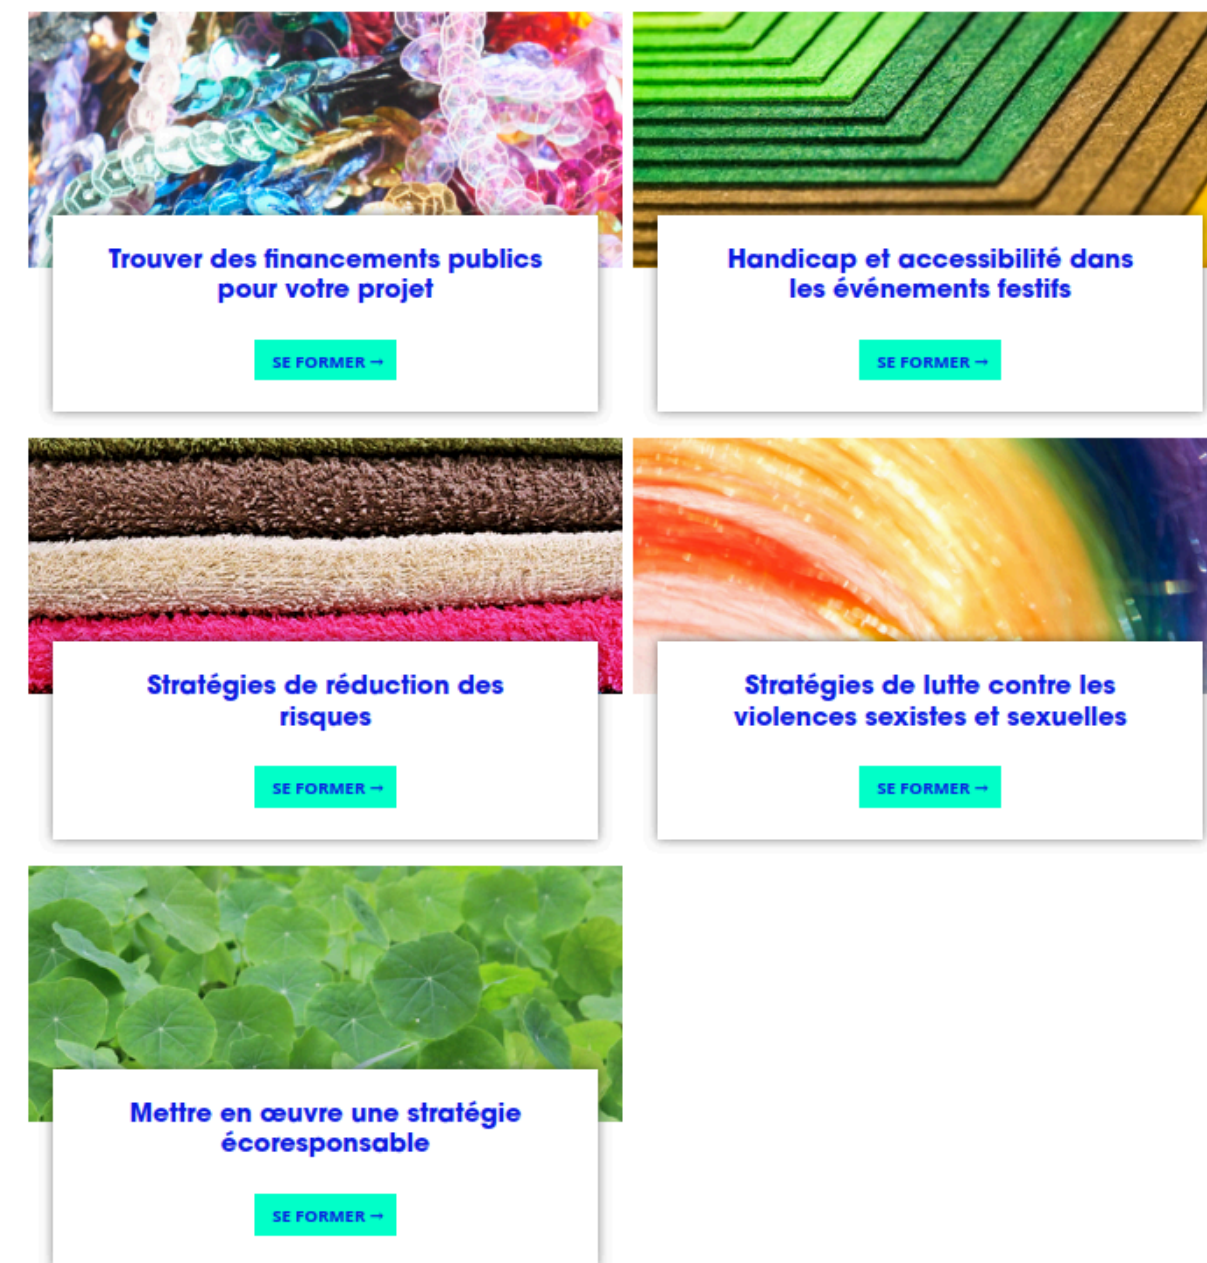 Trouver des financements publics
pour votre projet
SE FORMER →
Handicap et accessibilité dans
les événements festifs
SE FORMER →
Stratégies de réduction des
risques
SE FORMER →
Stratégies de lutte contre les
violences sexistes et sexuelles
SE FORMER →
Mettre en œuvre une stratégie
écoresponsable
SE FORMER →